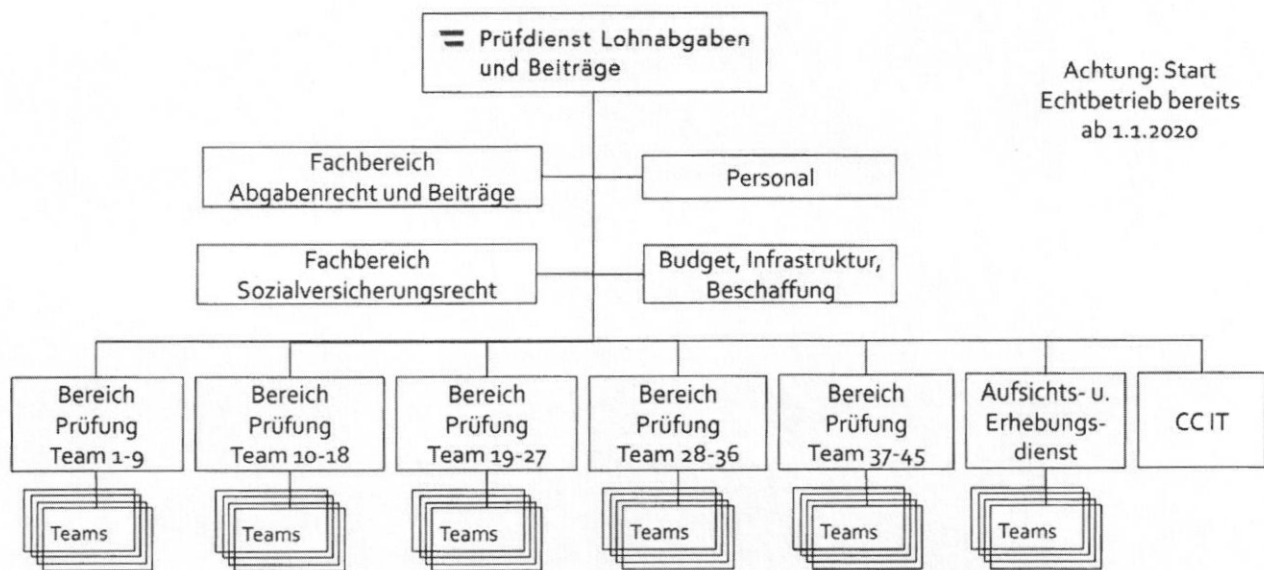 Prüfdienst Lohnabgaben
und Beiträge
Achtung: Start
Echtbetrieb bereits
ab 1.1.2020
Fachbereich
Abgabenrecht und Beiträge
Personal
Fachbereich
Sozialversicherungsrecht
Budget, Infrastruktur,
Beschaffung
Bereich
Prüfung
Team 1-9
Bereich
Prüfung
Team 10-18
Bereich
Prüfung
Team 19-27
Bereich
Prüfung
Team 28-36
Bereich
Prüfung
Team 37-45
Aufsichts- u.
Erhebungs-
dienst
CC IT
Teams
Teams
Teams
Teams
Teams
Teams